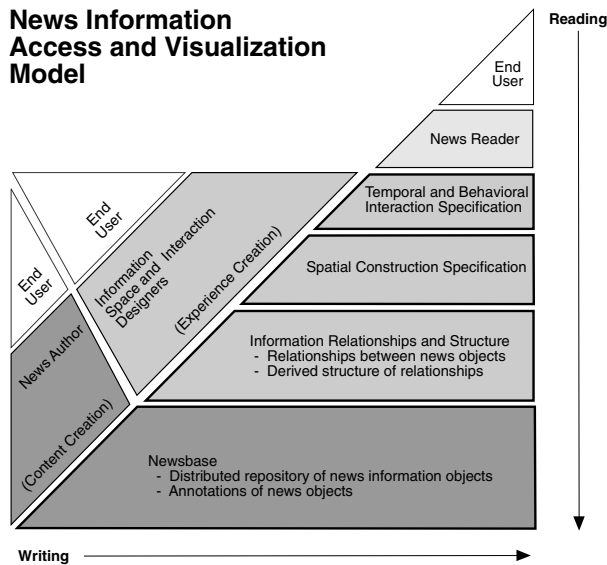 News Information
Access and Visualization
Model
Reading
End
User
News Reader
Temporal and Behavioral
Interaction Specification
End
User
Information
Space and Interaction
Designers
(Experience Creation)
Spatial Construction Specification
End
User
News Author
(Content Creation)
Information Relationships and Structure
- Relationships between news objects
- Derived structure of relationships
Newsbase
- Distributed repository of news information objects
- Annotations of news objects
Writing